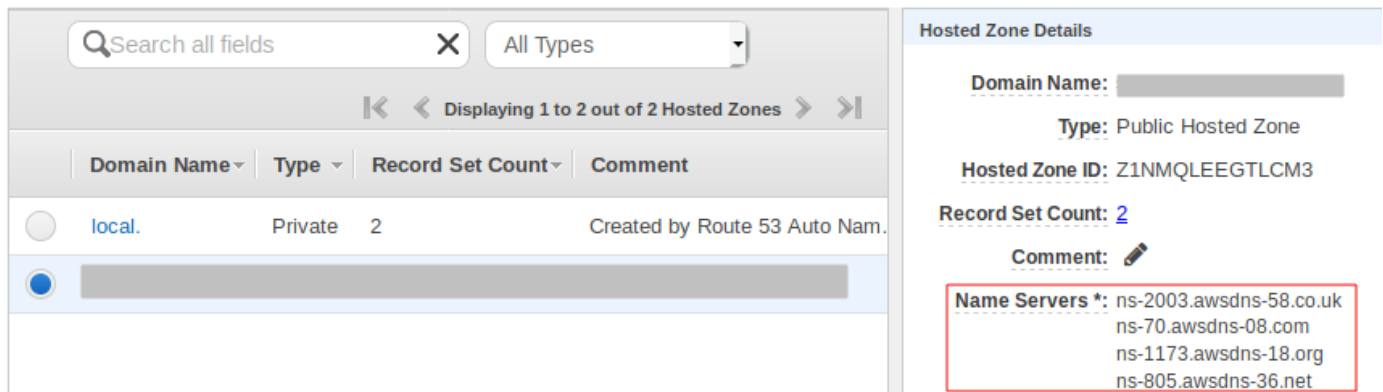 Search all fields
All Types
Displaying 1 to 2 out of 2 Hosted Zones
Domain Name Type Record Set Count Comment
local. Private 2 Created by Route 53 Auto Nam.
Hosted Zone Details
Domain Name:
Type: Public Hosted Zone
Hosted Zone ID: Z1NMQLEEGTLCM3
Record Set Count: 2
Comment:
Name Servers *: ns-2003.awsdns-58.co.uk
ns-70.awsdns-08.com
ns-1173.awsdns-18.org
ns-805.awsdns-36.net